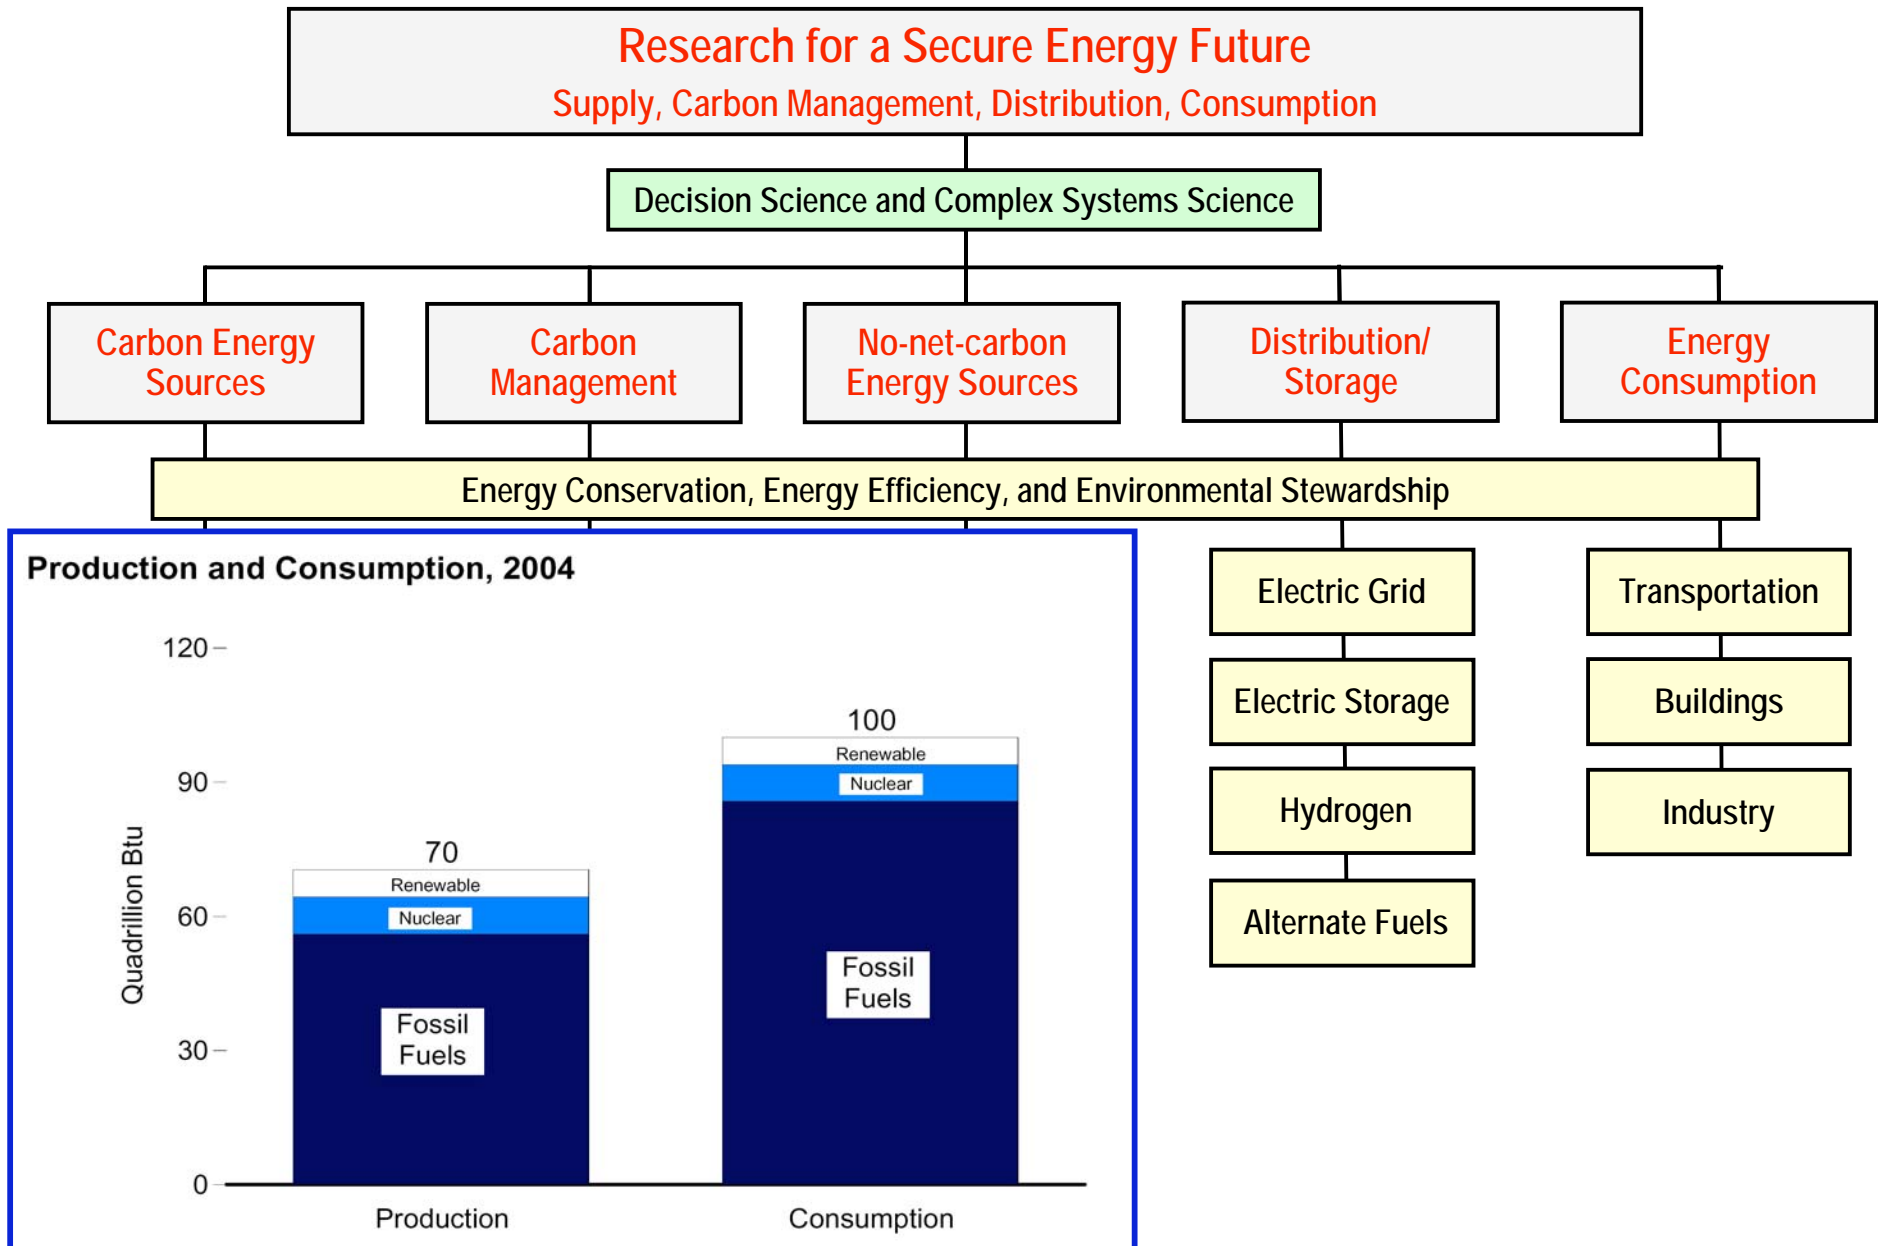 Research for a Secure Energy Future
Supply, Carbon Management, Distribution, Consumption
Decision Science and Complex Systems Science
Carbon Energy
Sources
Carbon
Management
No-net-carbon
Energy Sources
Distribution/
Storage
Energy
Consumption
Energy Conservation, Energy Efficiency, and Environmental Stewardship
Production and Consumption, 2004
120
90
60
30
0
Quadrillion Btu
70
Renewable
Nuclear
Fossil
Fuels
Production
100
Renewable
Nuclear
Fossil
Fuels
Consumption
Electric Grid
Electric Storage
Hydrogen
Alternate Fuels
Transportation
Buildings
Industry